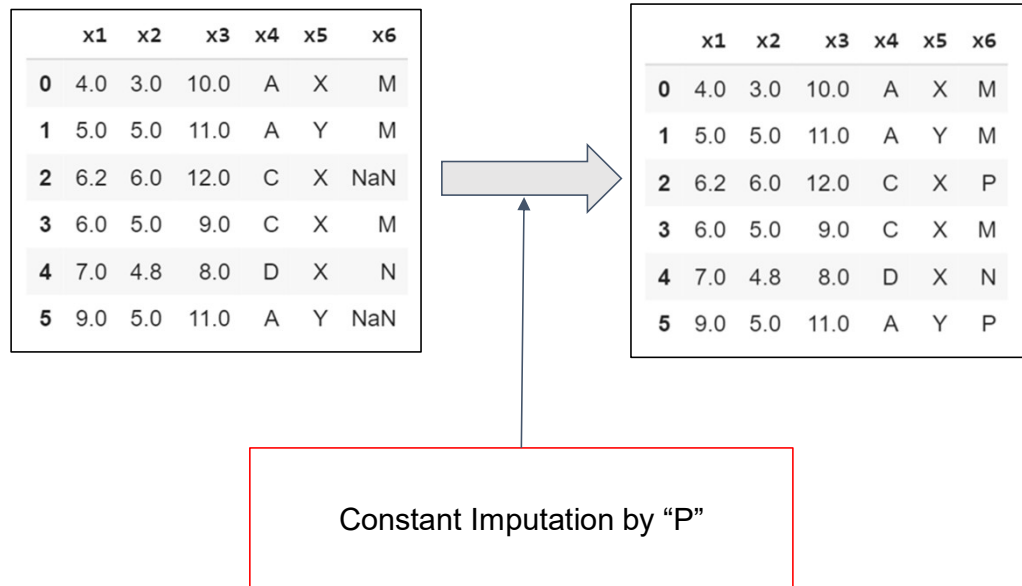 x1 x2 x3 x4 x5 x6
0 4.0 3.0 10.0 A X M
1 5.0 5.0 11.0 A Y M
2 6.2 6.0 12.0 C X NaN
3 6.0 5.0 9.0 C X M
4 7.0 4.8 8.0 D X N
5 9.0 5.0 11.0 A Y NaN
x1 x2 x3 x4 x5 x6
0 4.0 3.0 10.0 A X M
1 5.0 5.0 11.0 A Y M
2 6.2 6.0 12.0 C X P
3 6.0 5.0 9.0 C X M
4 7.0 4.8 8.0 D X N
5 9.0 5.0 11.0 A Y P
Constant Imputation by “P”